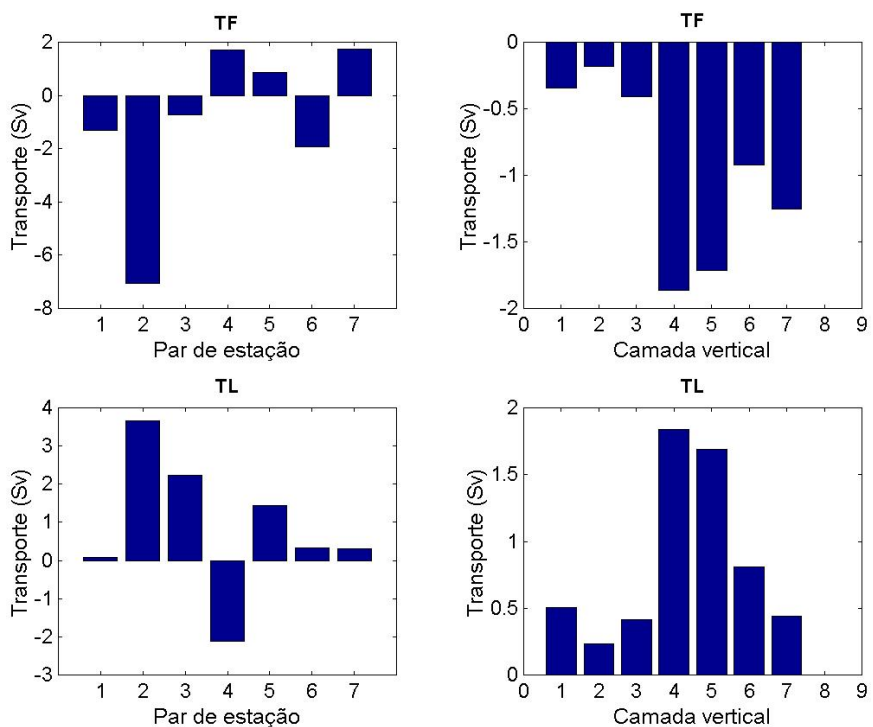 TF
Transporte (Sv)
2
0
-2
-4
-6
-8
1 2 3 4 5 6 7
Par de estação
TF
Transporte (Sv)
0
-0.5
-1
-1.5
-2
0 1 2 3 4 5 6 7 8 9
Camada vertical
TL
Transporte (Sv)
4
3
2
1
0
-1
-2
-3
1 2 3 4 5 6 7
Par de estação
TL
Transporte (Sv)
2
1.5
1
0.5
0
0 1 2 3 4 5 6 7 8 9
Camada vertical